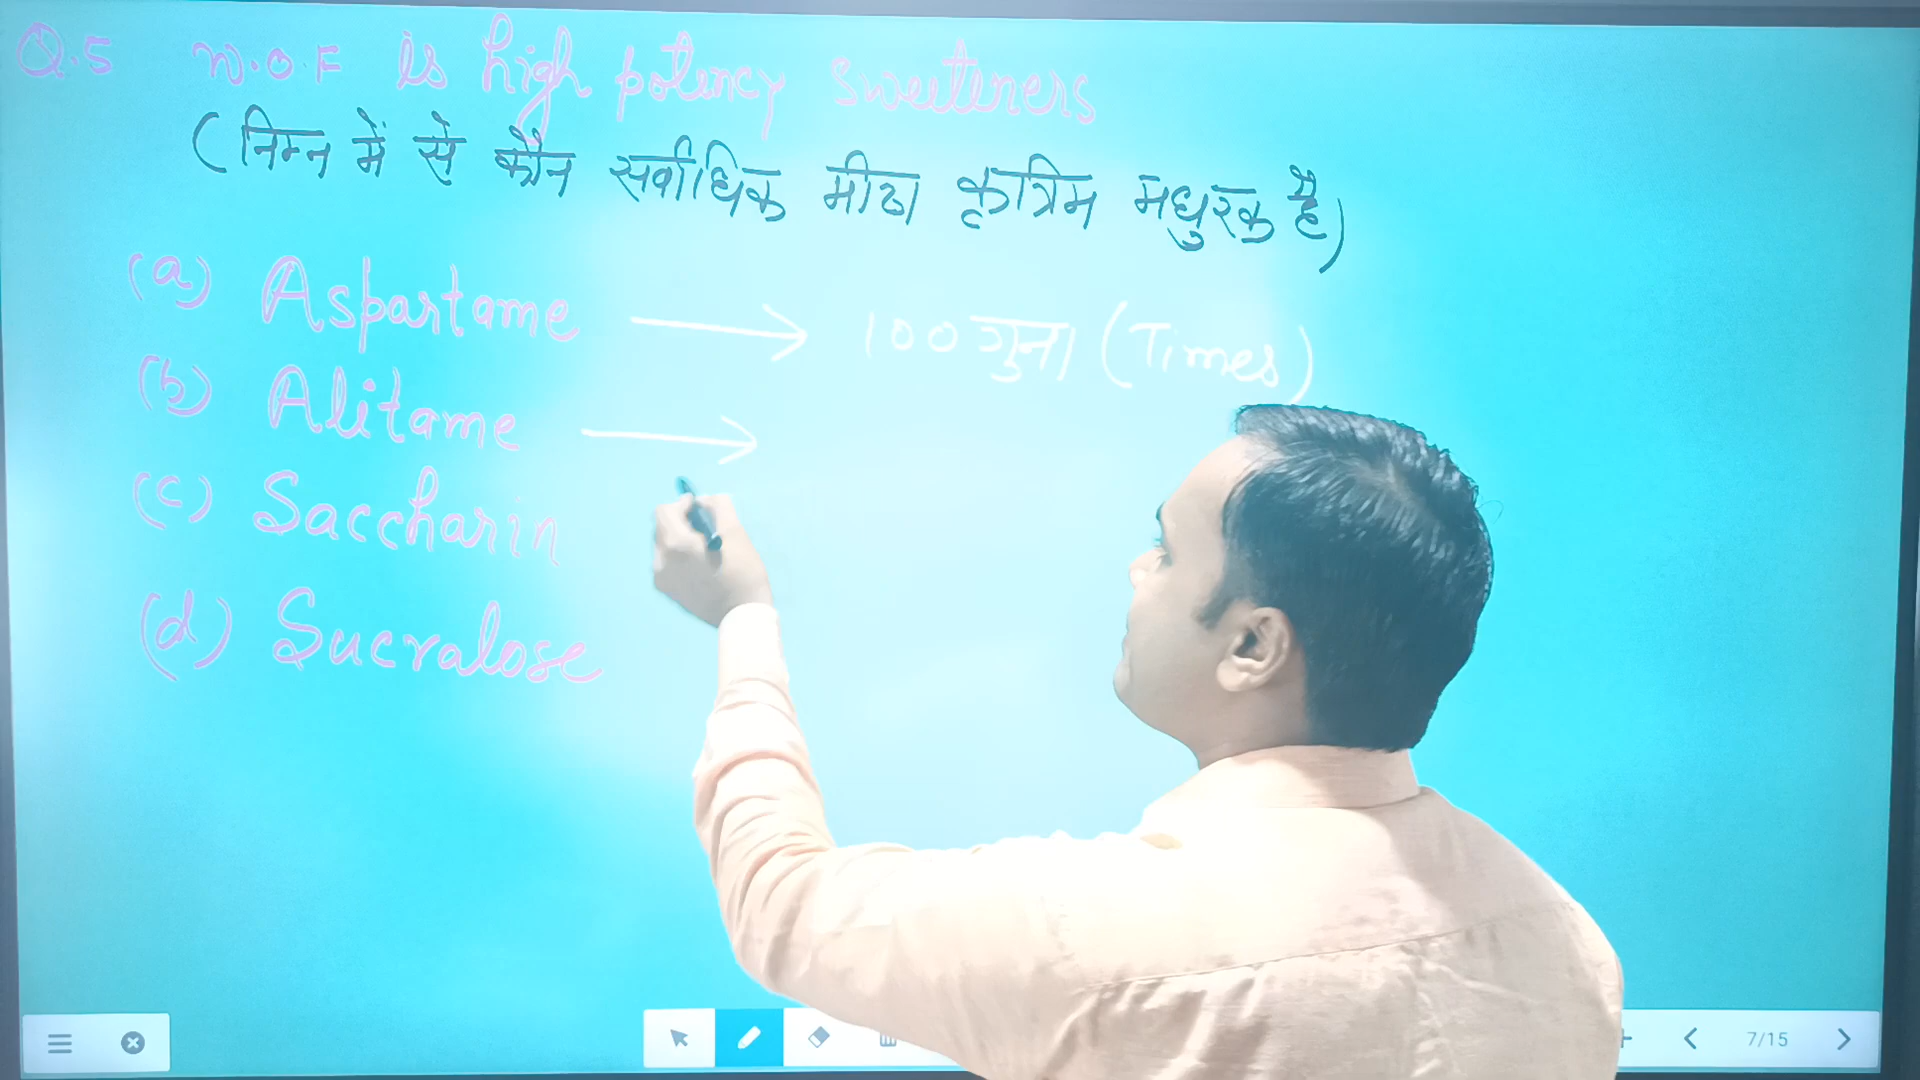 Q.5 W.O.F is high potency sweeteners
(निम्न में से कौन सर्वाधिक मीठा कृत्रिम मधुरक है)
(a) Aspartame → 100 गुना (Times)
(b) Alitame →
(c) Saccharin
(d) Sucralose
7/15